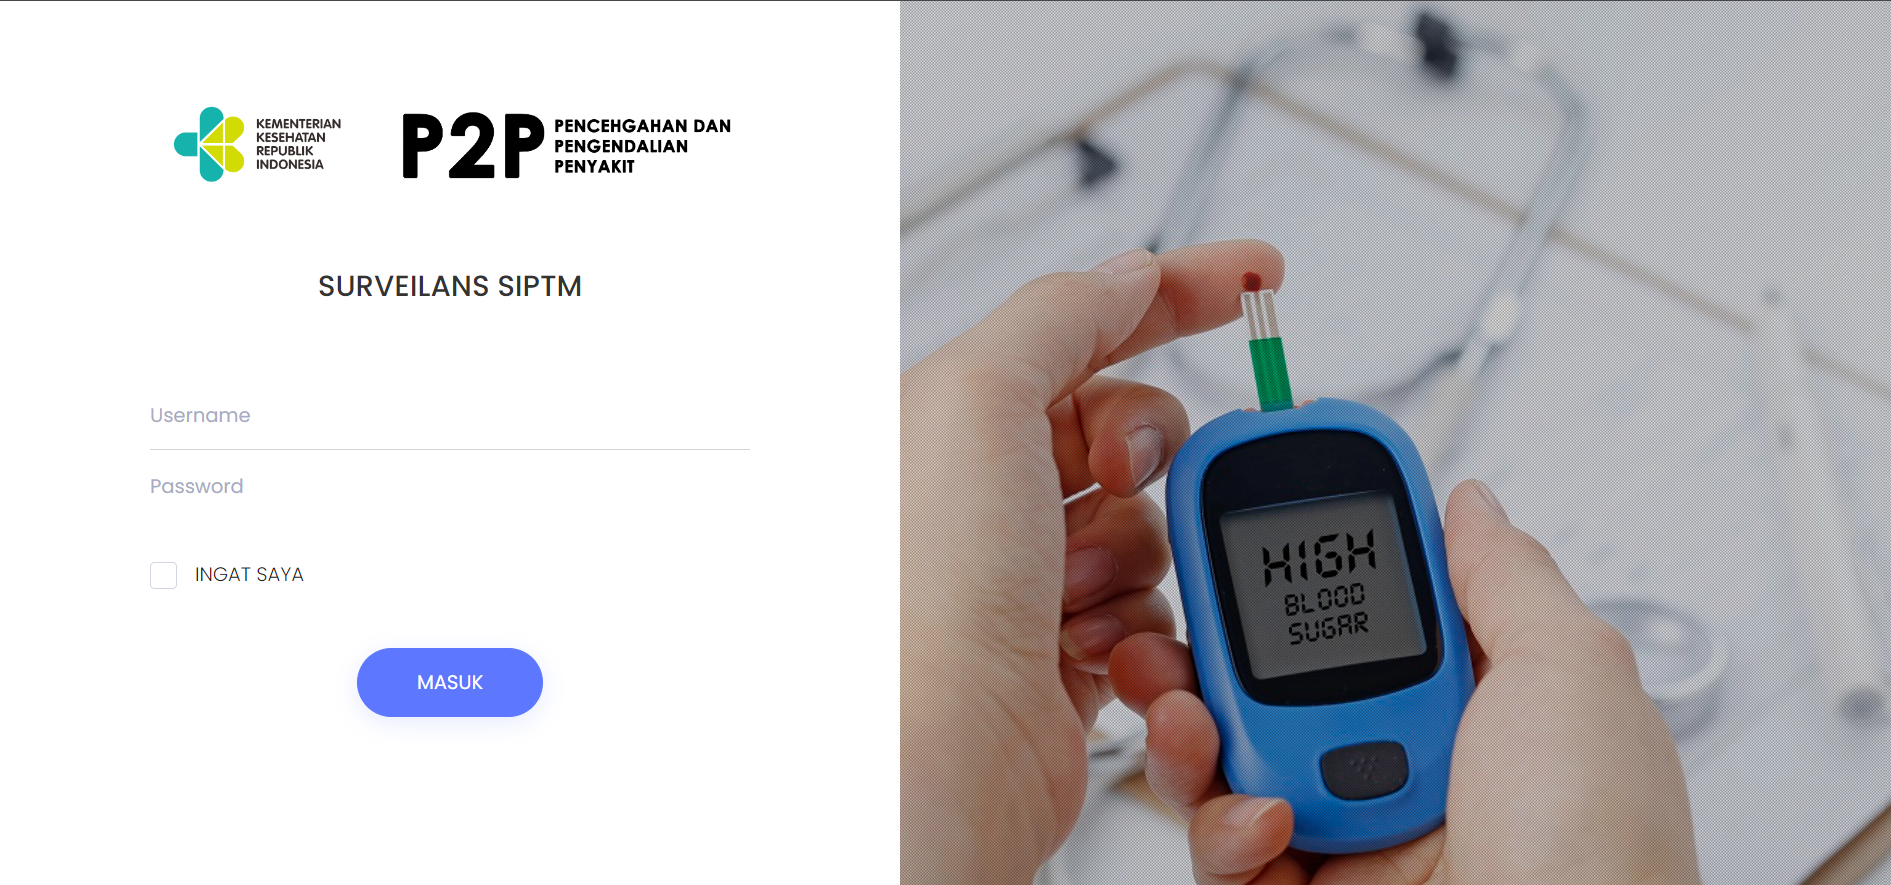 KEMENTERIAN
KESEHATAN
REPUBLIK
INDONESIA
P2P
PENCEHGAHAN DAN
PENGENDALIAN
PENYAKIT
SURVEILANS SIPTM
Username
Password
INGAT SAYA
MASUK
HIGH
BLOOD
SUGAR